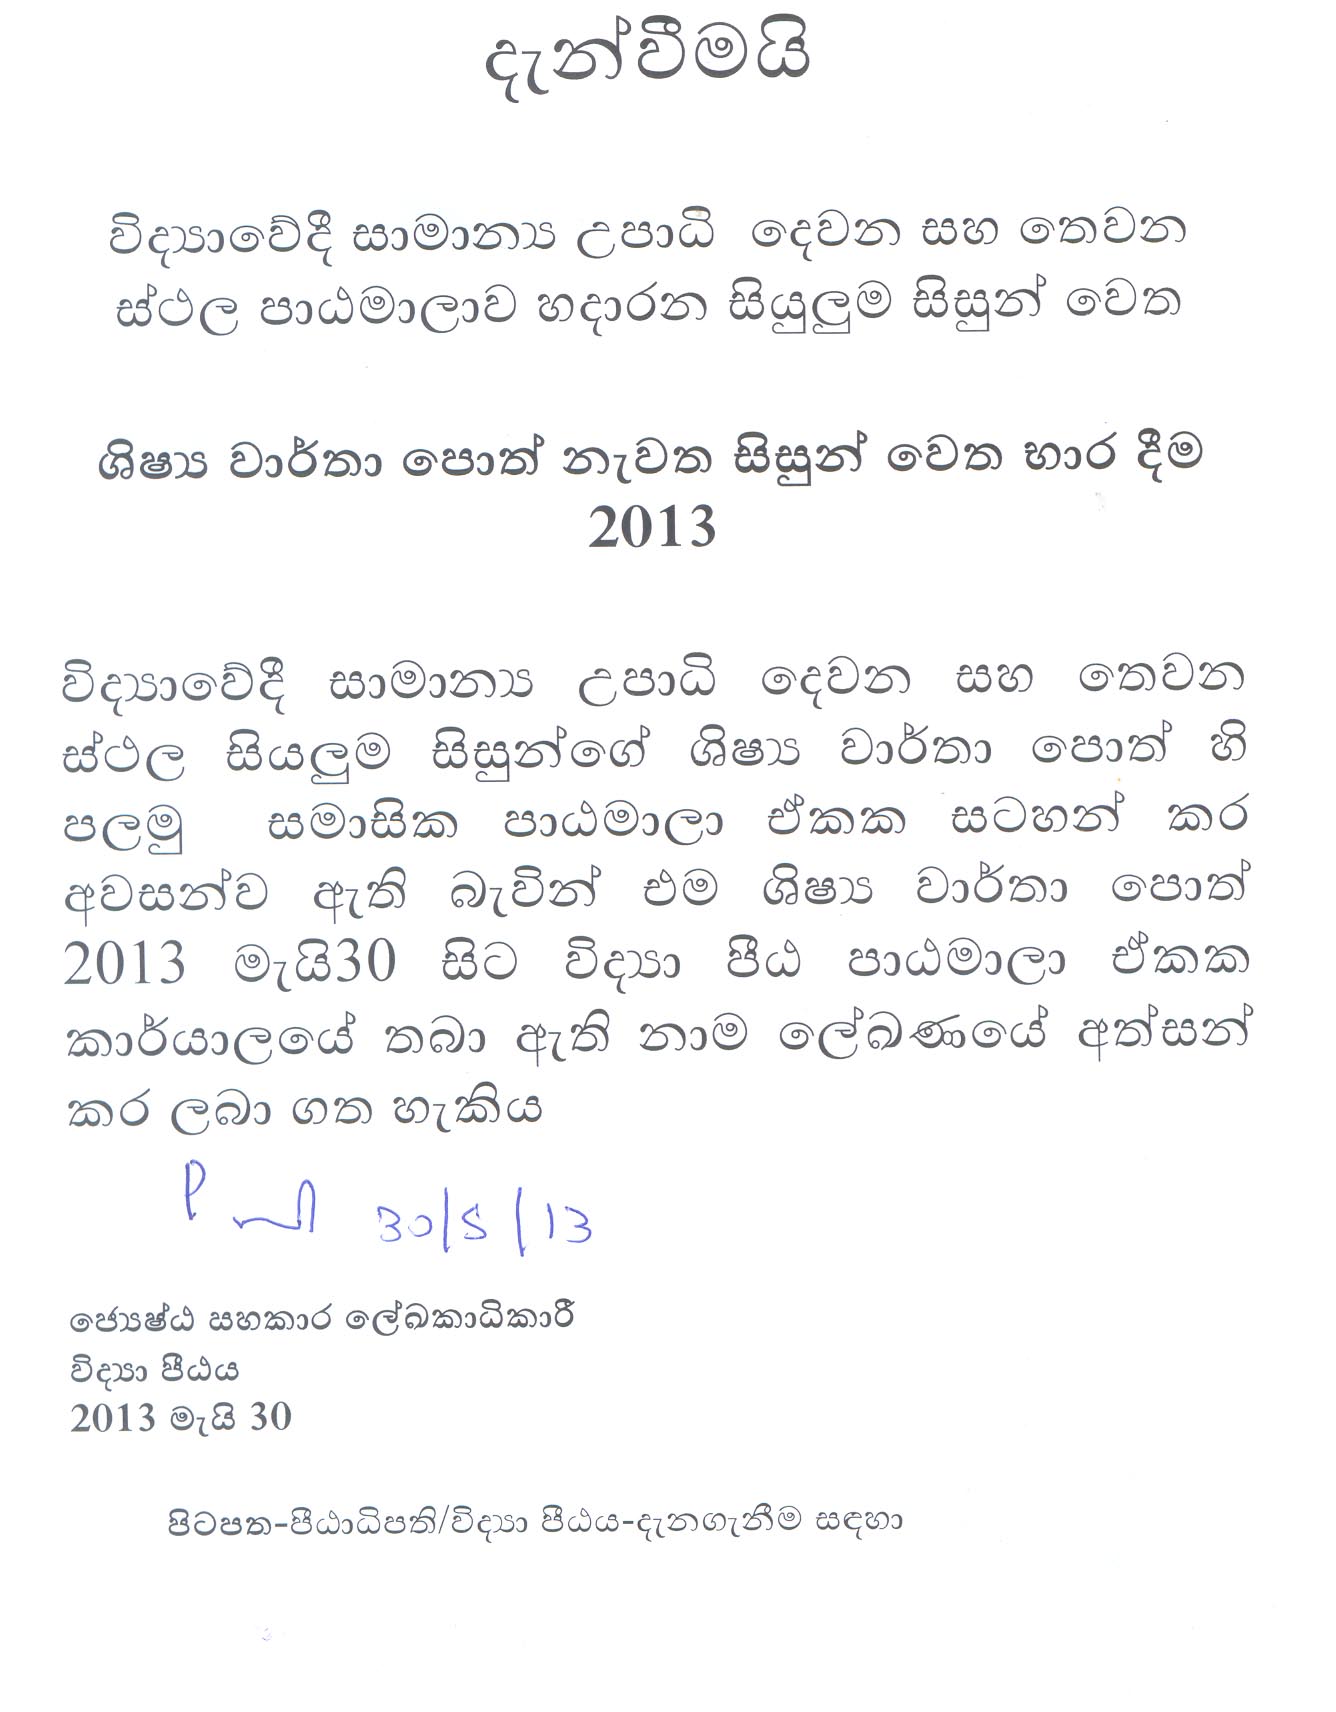 දැන්වීමයි
විද්‍යාවේදී සාමාන්‍ය උපාධි දෙවන සහ තෙවන
ස්ථල පාඨමාලාව හදාරන සියුලුම සිසුන් වෙත
ශිෂ්‍ය වාර්තා පොත් නැවත සිසුන් වෙත භාර දීම
2013
විද්‍යාවේදී සාමාන්‍ය උපාධි දෙවන සහ තෙවන
ස්ථල සියලුම සිසුන්ගේ ශිෂ්‍ය වාර්තා පොත් හි
පලමු සමාසික පාඨමාලා ඒකක සටහන් කර
අවසන්ව ඇති බැවින් එම ශිෂ්‍ය වාර්තා පොත්
2013 මැයි30 සිට විද්‍යා පීඨ පාඨමාලා ඒකක
කාර්යාලයේ තබා ඇති නාම ලේඛණයේ අත්සන්
කර ලබා ගත හැකිය
30/5/13
ජ්‍යෙෂ්ඨ සහකාර ලේඛකාධිකාරී
විද්‍යා පීඨය
2013 මැයි 30
පිටපත-පීඨාධිපති/විද්‍යා පීඨය-දැනගැනීම සඳහා